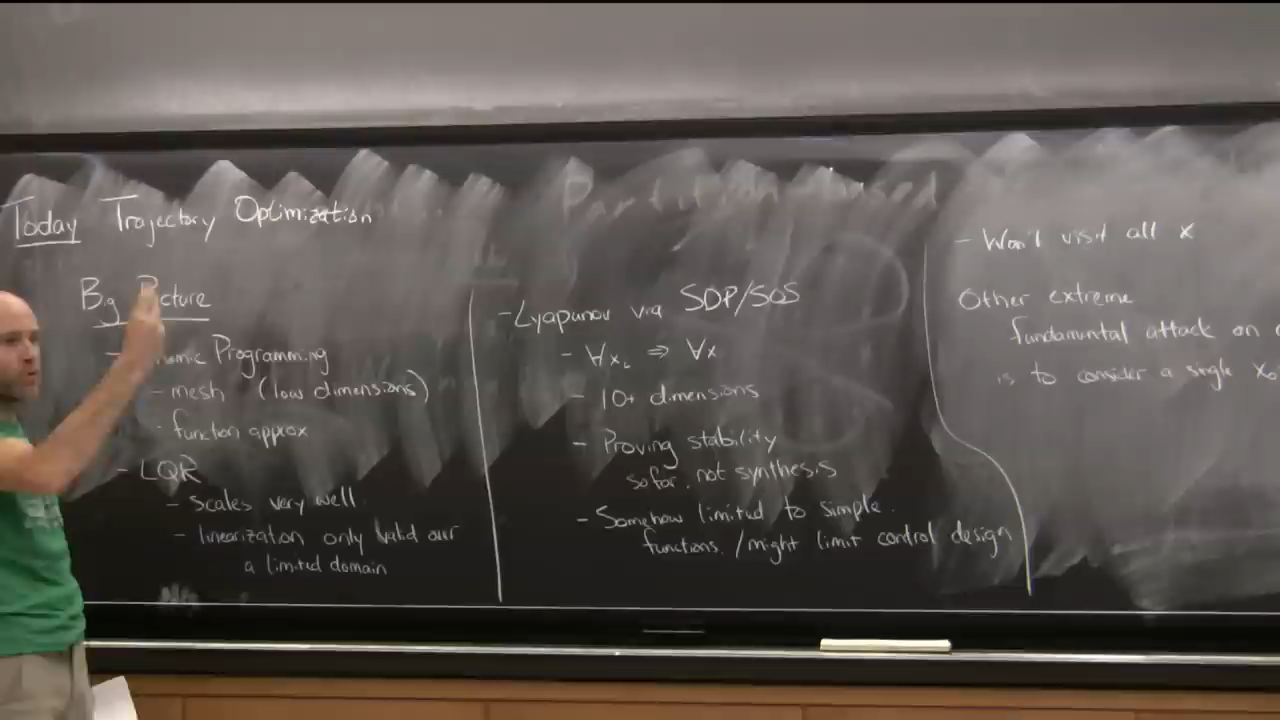 Today Trajectory Optimization
Big Picture
Programming
- mesh (low dimensions)
- function approx
- LQR
- Scales very well
- linearization only valid over
a limited domain
- Lyapunov via SDP/SOS
- ∀x₀ ⇒ ∀x
- 10+ dimensions
- Proving stability
so far, not synthesis
- Somehow limited to simple
functions. /might limit control design
- Won't visit all x
Other extreme
fundamental attack on
is to consider a single x₀